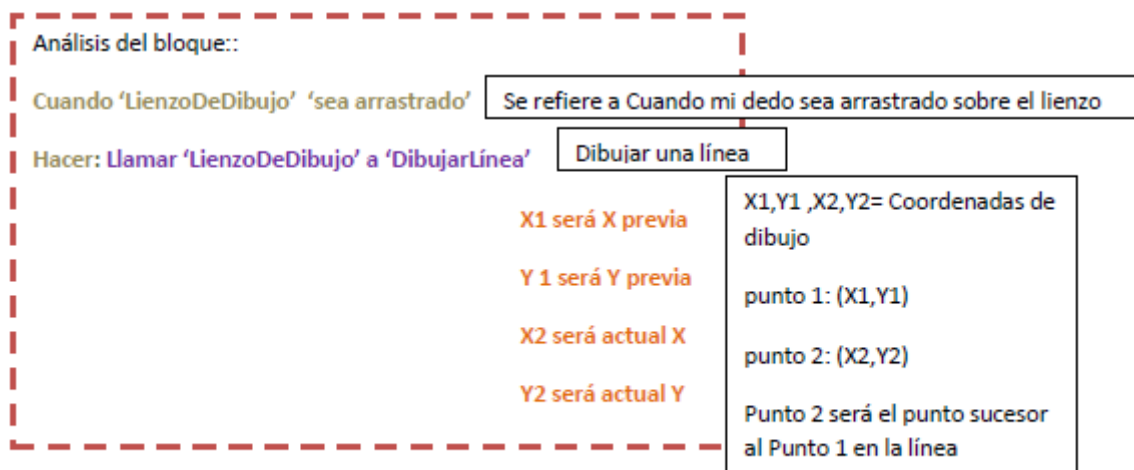 Análisis del bloque::
Cuando ‘LienzoDeDibujo’ ‘sea arrastrado’
Se refiere a Cuando mi dedo sea arrastrado sobre el lienzo
Hacer: Llamar ‘LienzoDeDibujo’ a ‘DibujarLínea’
Dibujar una línea
X1 será X previa
Y 1 será Y previa
X2 será actual X
Y2 será actual Y
X1,Y1 ,X2,Y2= Coordenadas de
dibujo
punto 1: (X1,Y1)
punto 2: (X2,Y2)
Punto 2 será el punto sucesor
al Punto 1 en la línea